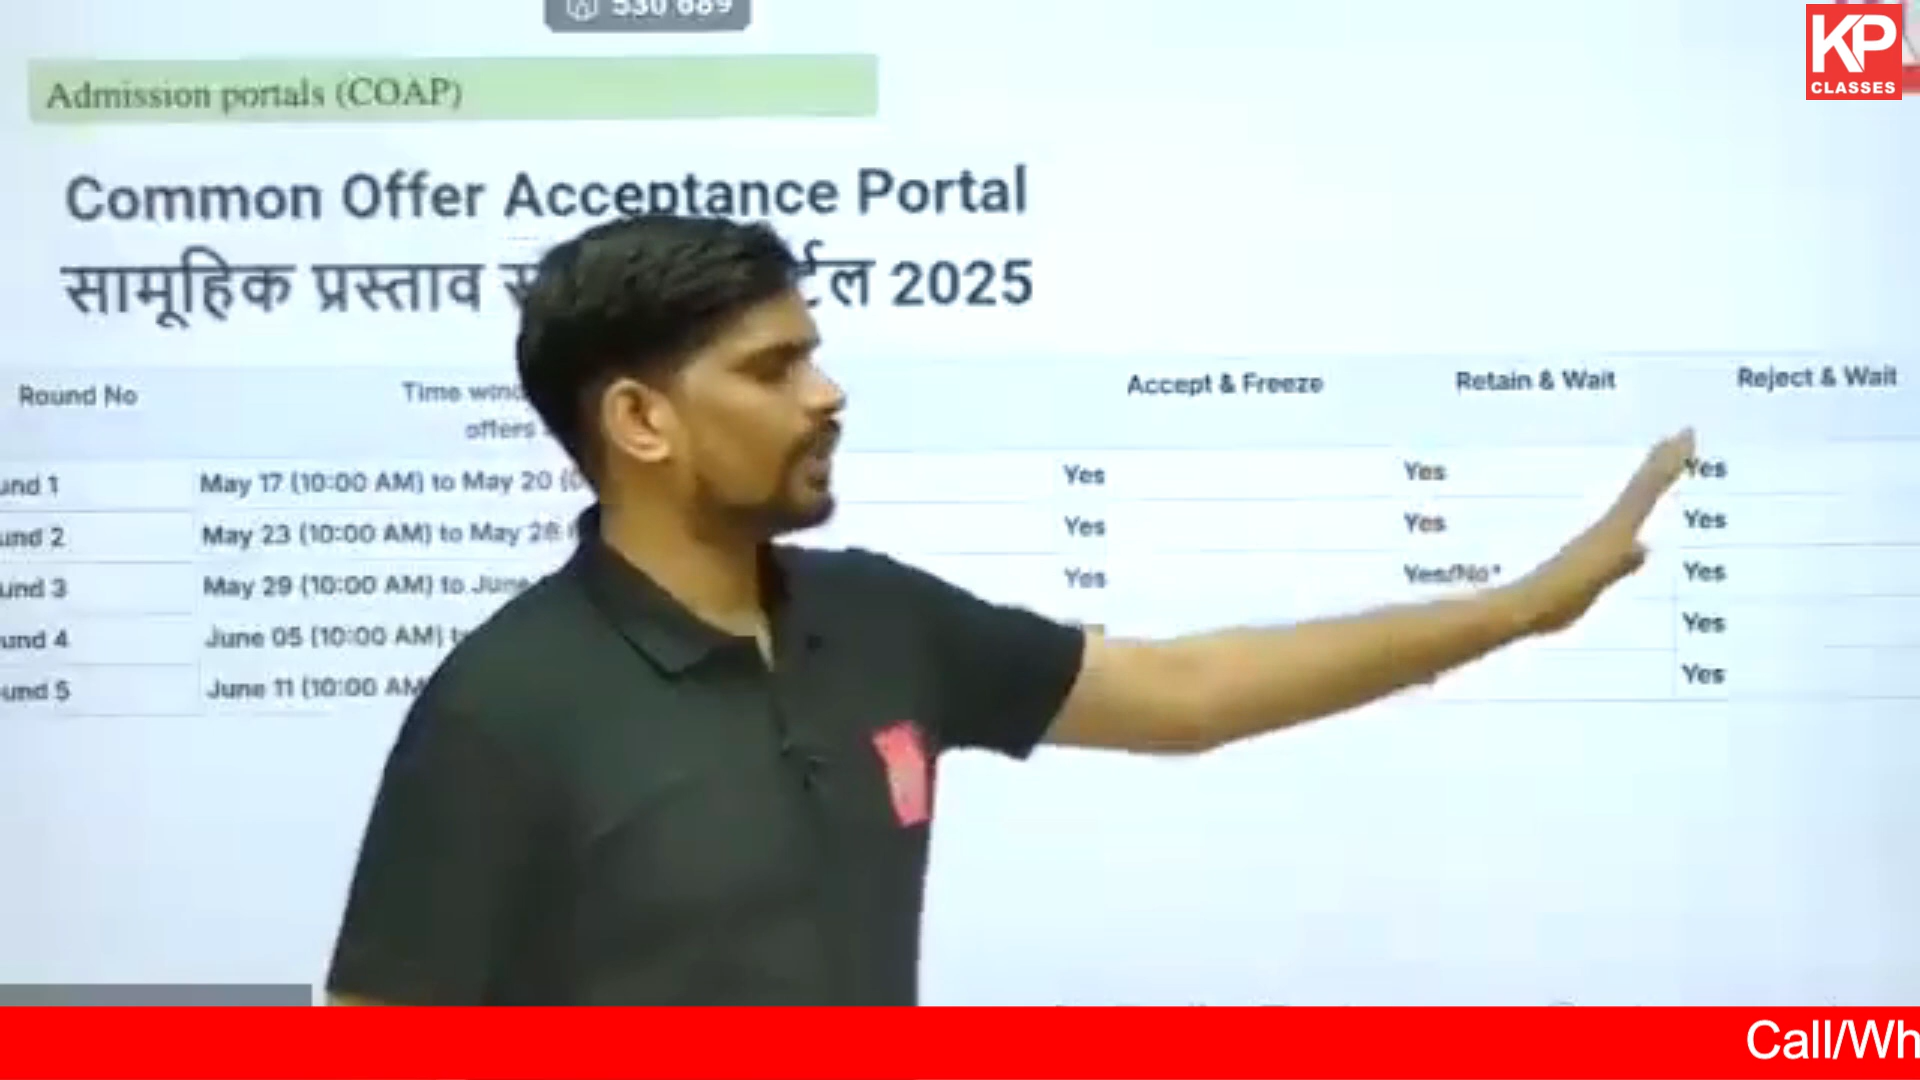 530 689
KP
CLASSES
Admission portals (COAP)
Common Offer Acceptance Portal
सामूहिक प्रस्ताव 2025
Round No Time offers Accept & Freeze Retain & Wait Reject & Wait
und 1 May 17 (10:00 AM) to May 20 Yes Yes Yes
und 2 May 23 (10:00 AM) to May 28 Yes Yes Yes
und 3 May 29 (10:00 AM) to June Yes Yes/No* Yes
und 4 June 05 (10:00 AM) Yes
und 5 June 11 (10:00 AM Yes
Call/Wh